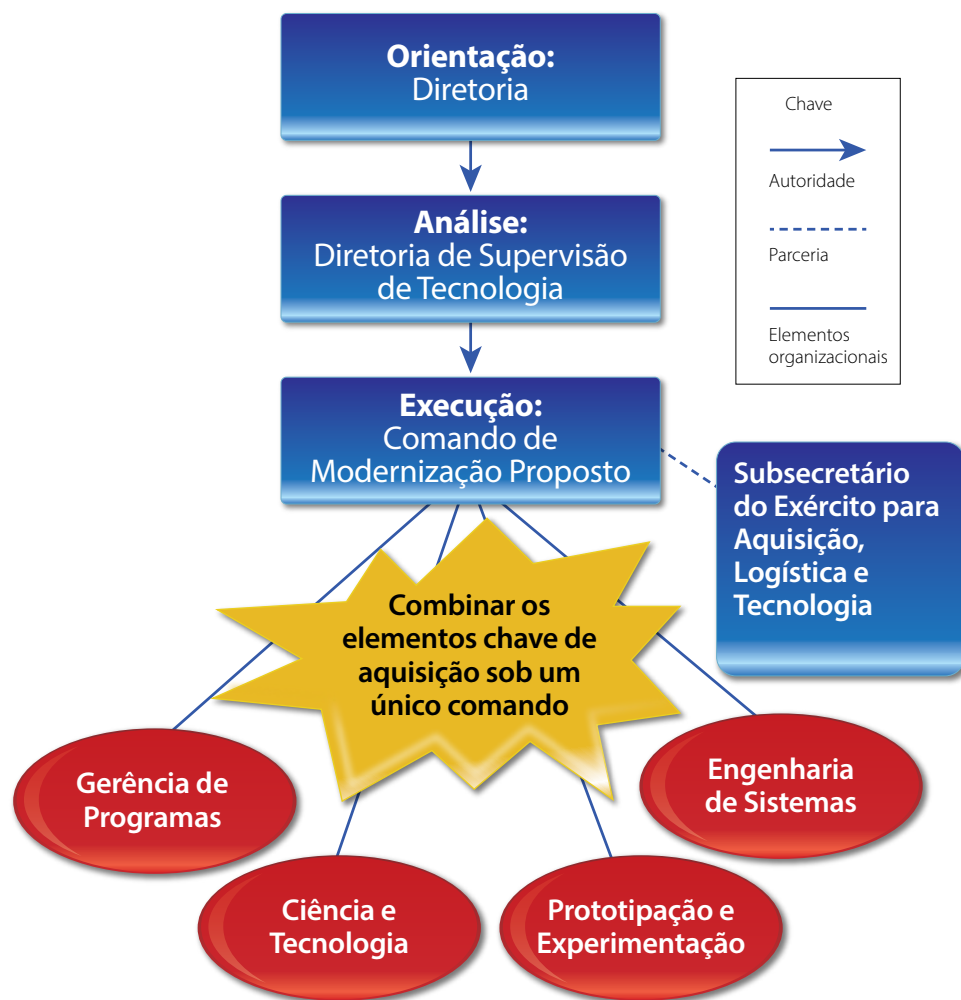 Orientação:
Diretoria
Chave
Autoridade
Parceria
Elementos
organizacionais
Análise:
Diretoria de Supervisão
de Tecnologia
Execução:
Comando de
Modernização Proposto
Subsecretário
do Exército para
Aquisição,
Logística e
Tecnologia
Combinar os
elementos chave de
aquisição sob um
único comando
Gerência de
Programas
Engenharia
de Sistemas
Ciência e
Tecnologia
Prototipação e
Experimentação